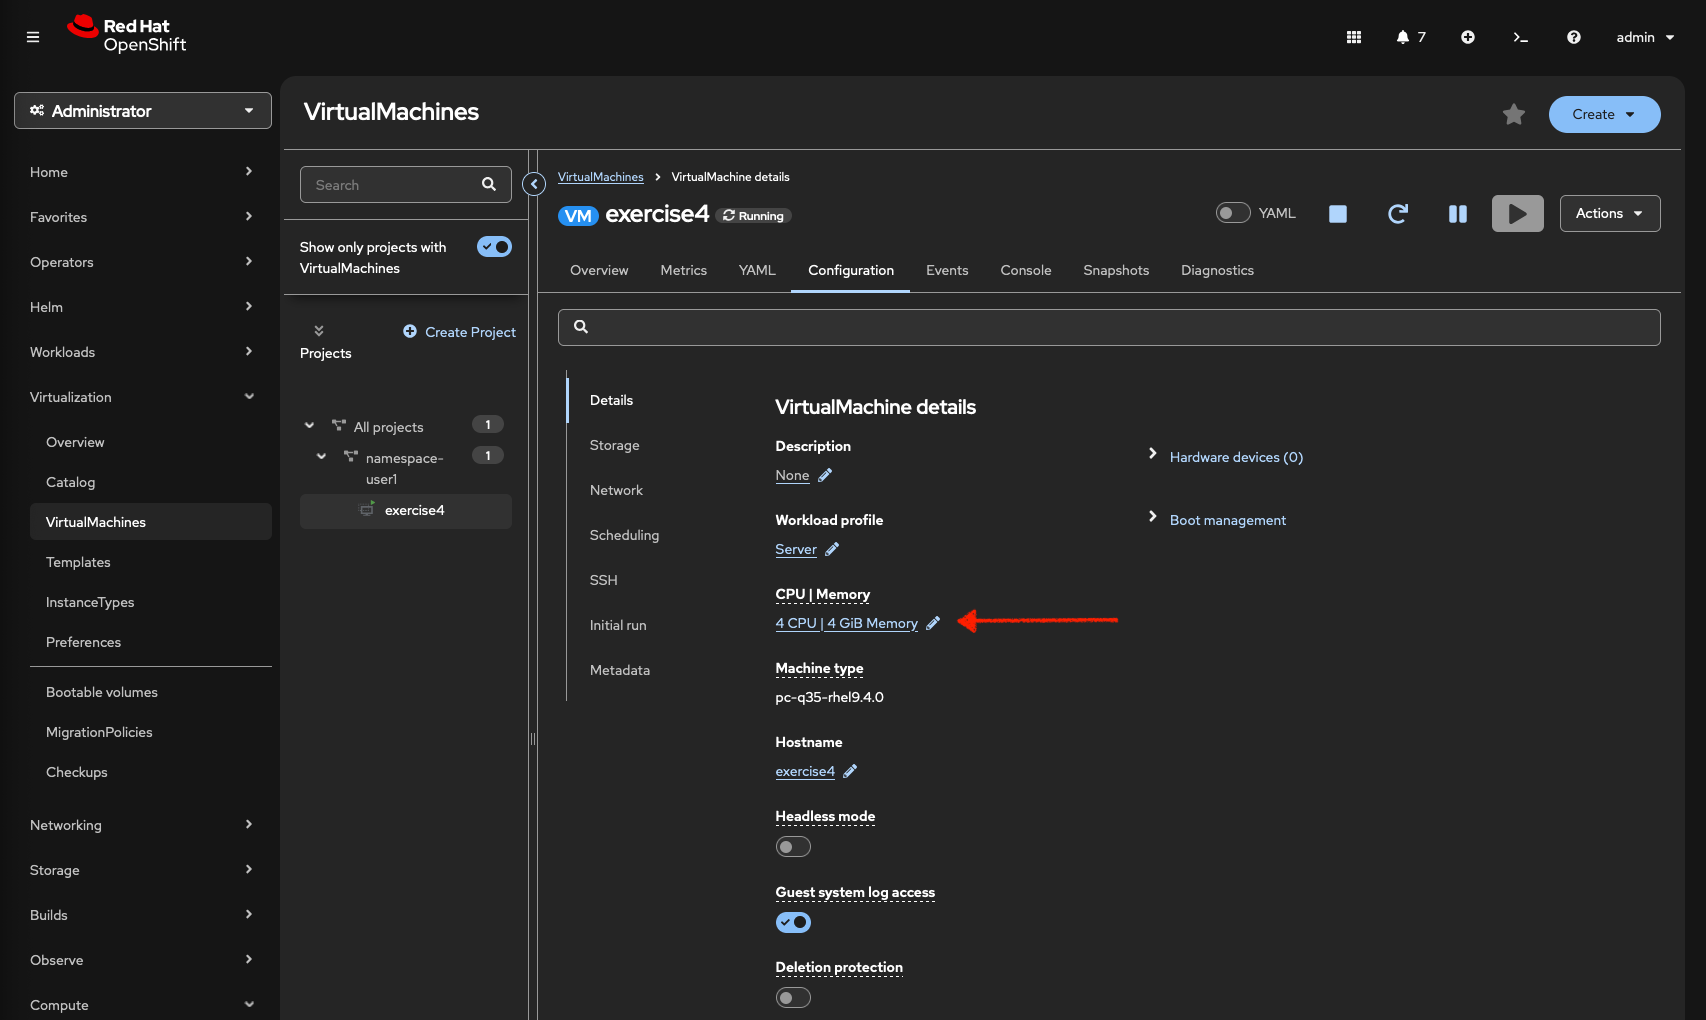 Red Hat
OpenShift
7
admin
Administrator
Home
Favorites
Operators
Helm
Workloads
Virtualization
Overview
Catalog
VirtualMachines
Templates
InstanceTypes
Preferences
Bootable volumes
MigrationPolicies
Checkups
Networking
Storage
Builds
Observe
Compute
VirtualMachines
Create
Search
Show only projects with
VirtualMachines
Create Project
Projects
All projects
1
namespace-
user1
1
exercise4
VirtualMachines
VirtualMachine details
VM
exercise4
Running
YAML
Actions
Overview
Metrics
YAML
Configuration
Events
Console
Snapshots
Diagnostics
Details
Storage
Network
Scheduling
SSH
Initial run
Metadata
VirtualMachine details
Description
None
Workload profile
Server
CPU | Memory
4 CPU | 4 GiB Memory
Machine type
pc-q35-rhel9.4.0
Hostname
exercise4
Headless mode
Guest system log access
Deletion protection
Hardware devices (0)
Boot management